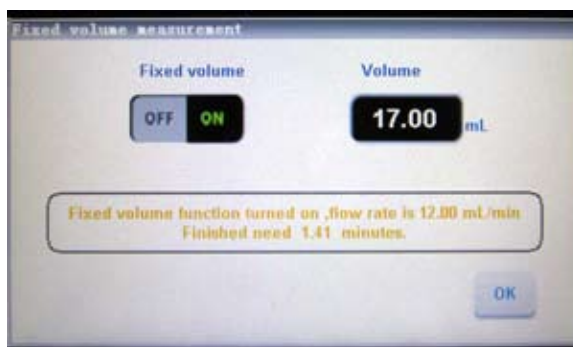 Fixed volume measurement
Fixed volume Volume
OFF ON 17.00 mL
Fixed volume function turned on ,flow rate is 12.00 mL/min
Finished need 1.41 minutes.
OK